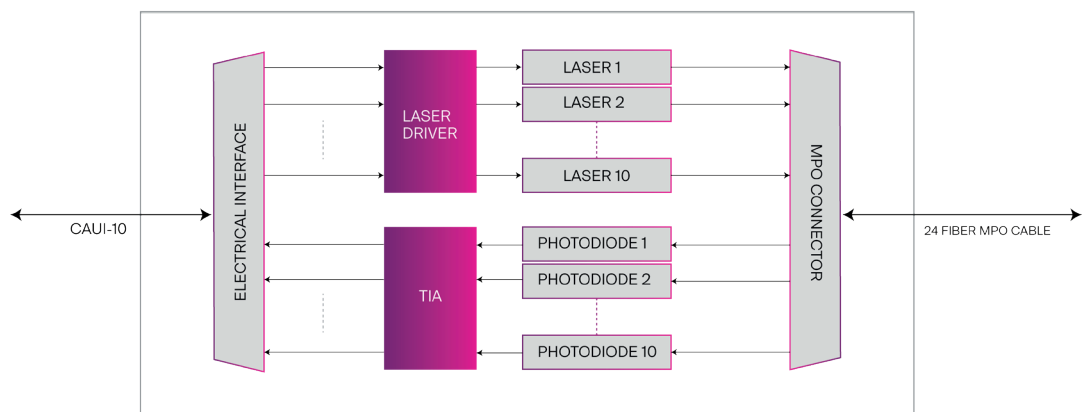 LASER 1
LASER 2
LASER 10
LASER
DRIVER
ELECTRICAL INTERFACE
MPO CONNECTOR
CAUI-10
24 FIBER MPO CABLE
PHOTODIODE 1
PHOTODIODE 2
PHOTODIODE 10
TIA